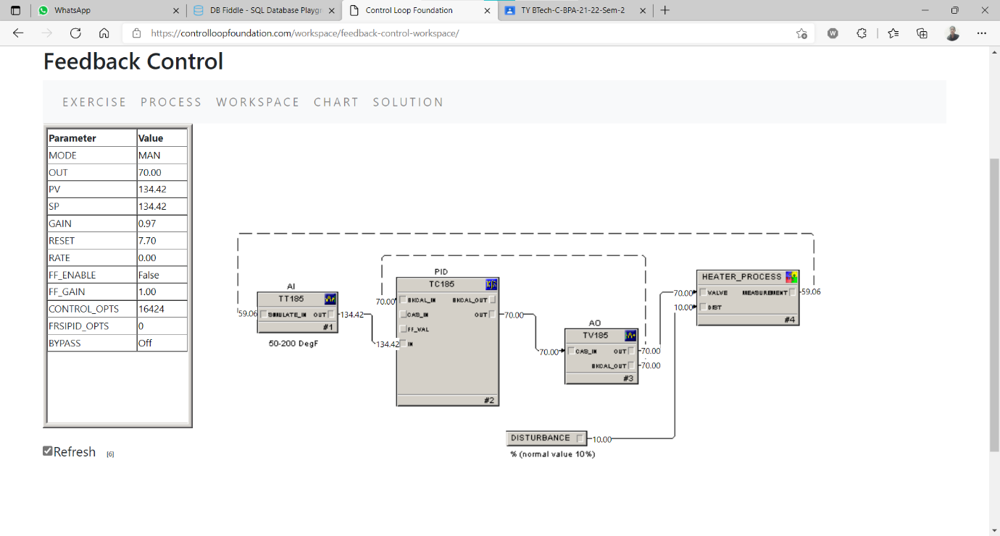 WhatsApp
DB Fiddle - SQL Database Playgr
Control Loop Foundation
TY BTech-C-BPA-21-22-Sem-2
https://controlloopfoundation.com/workspace/feedback-control-workspace/
Feedback Control
EXERCISE PROCESS WORKSPACE CHART SOLUTION
Parameter Value
MODE MAN
OUT 70.00
PV 134.42
SP 134.42
GAIN 0.97
RESET 7.70
RATE 0.00
FF_ENABLE False
FF_GAIN 1.00
CONTROL_OPTS 16424
FRSIPID_OPTS 0
BYPASS Off
Refresh [6]
AI
TT185
59.06 SIMULATE_IN OUT 134.42
#1
50-200 DegF
PID
TC185
70.00 BKCAL_IN BKCAL_OUT
CAS_IN OUT 70.00
FF_VAL
134.42 IN
#2
AO
TV185
70.00 CAS_IN OUT 70.00
BKCAL_OUT 70.00
#3
HEATER_PROCESS
70.00 VALVE MEASUREMENT 59.06
10.00 DIST
#4
DISTURBANCE 10.00
% (normal value 10%)